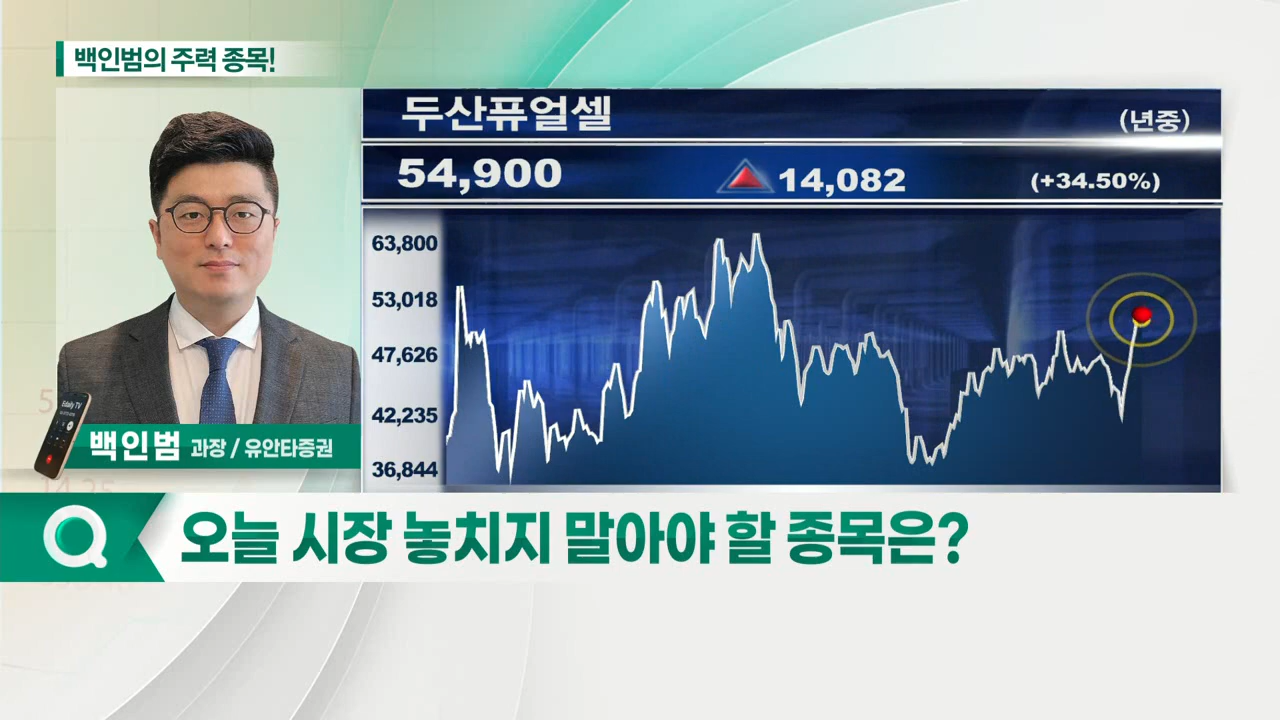 백인범의 주력 종목!
두산퓨얼셀
(년중)
54,900
14,082
(+34.50%)
63,800
53,018
47,626
42,235
36,844
Edaily TV
백인범 과장 / 유안타증권
Q 오늘 시장 놓치지 말아야 할 종목은?